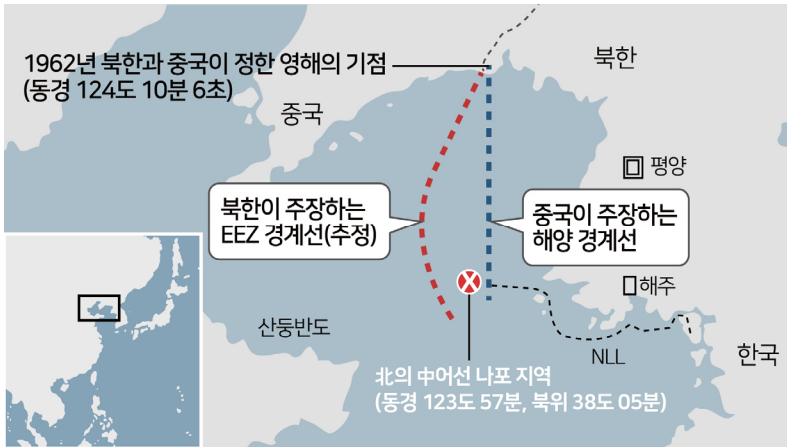 1962년 북한과 중국이 정한 영해의 기점
(동경 124도 10분 6초)
북한
중국
평양
북한이 주장하는
EEZ 경계선(추정)
중국이 주장하는
해양 경계선
해주
산둥반도
NLL
한국
北의 中어선 나포 지역
(동경 123도 57분, 북위 38도 05분)